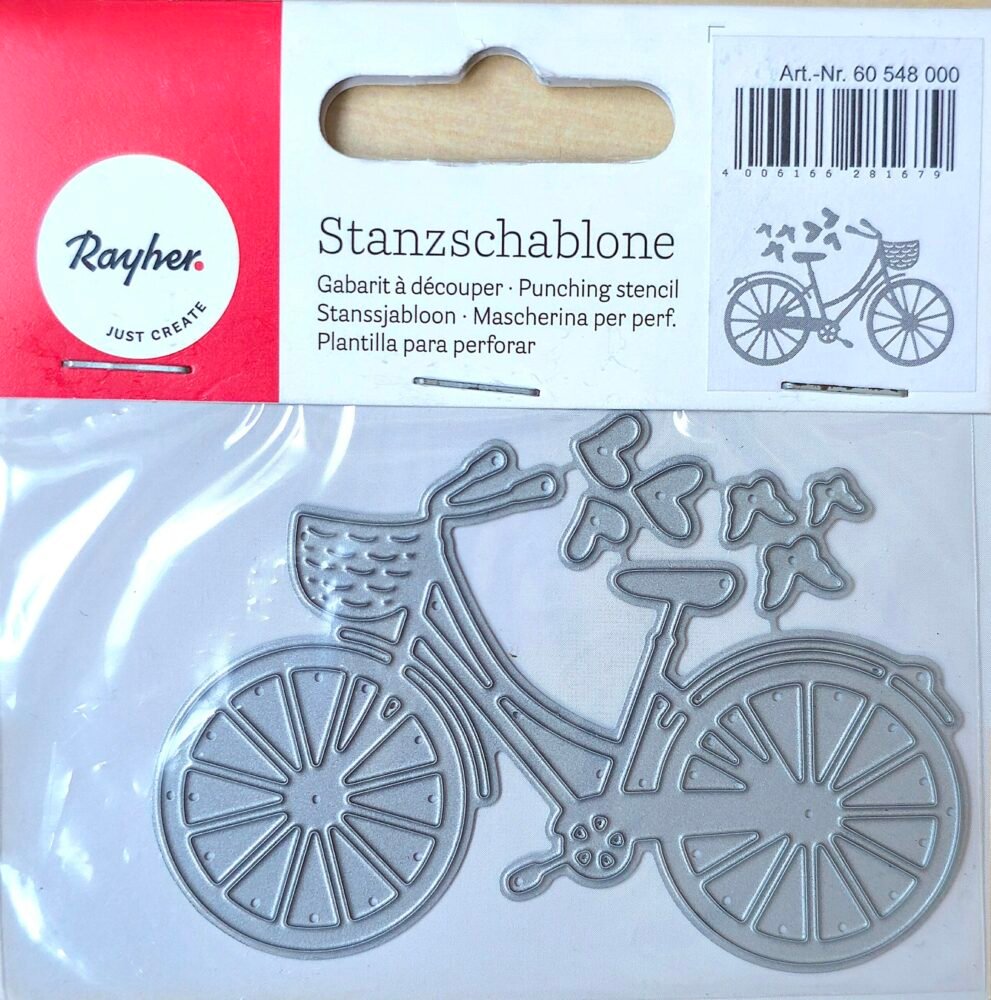 Art.-Nr. 60 548 000
4 006166 281679
Rayher.
JUST CREATE
Stanzschablone
Gabarit à découper · Punching stencil
Stanssjabloon · Mascherina per perf.
Plantilla para perforar